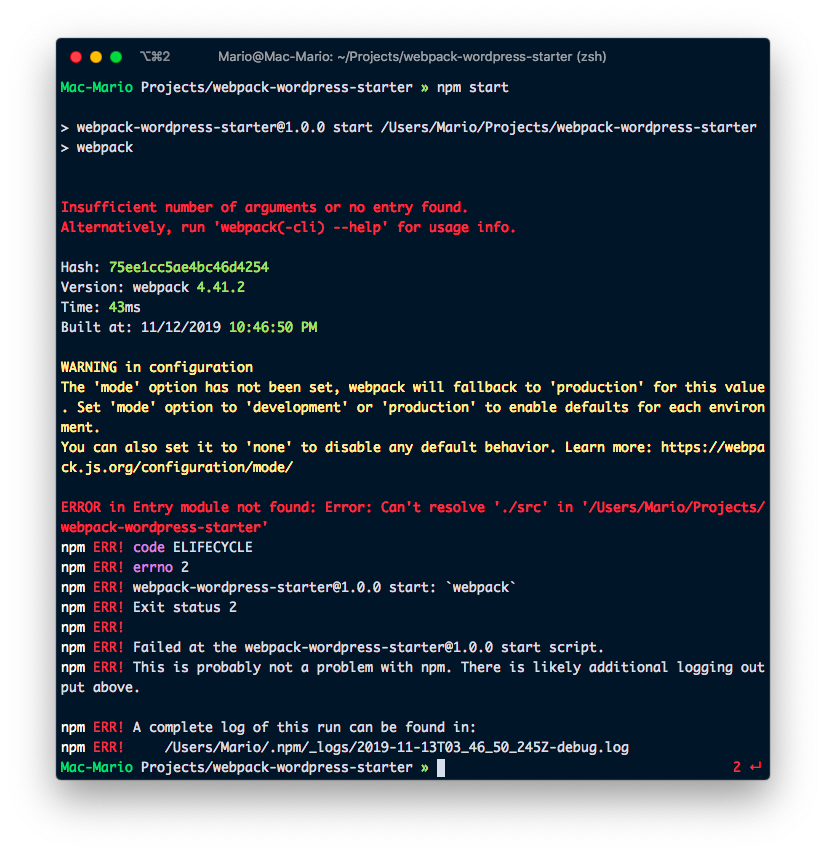 ⌥⌘2 Mario@Mac-Mario: ~/Projects/webpack-wordpress-starter (zsh)
Mac-Mario Projects/webpack-wordpress-starter » npm start
> webpack-wordpress-starter@1.0.0 start /Users/Mario/Projects/webpack-wordpress-starter
> webpack
Insufficient number of arguments or no entry found.
Alternatively, run 'webpack(-cli) --help' for usage info.
Hash: 75ee1cc5ae4bc46d4254
Version: webpack 4.41.2
Time: 43ms
Built at: 11/12/2019 10:46:50 PM
WARNING in configuration
The 'mode' option has not been set, webpack will fallback to 'production' for this value
. Set 'mode' option to 'development' or 'production' to enable defaults for each environ
ment.
You can also set it to 'none' to disable any default behavior. Learn more: https://webpa
ck.js.org/configuration/mode/
ERROR in Entry module not found: Error: Can't resolve './src' in '/Users/Mario/Projects/
webpack-wordpress-starter'
npm ERR! code ELIFECYCLE
npm ERR! errno 2
npm ERR! webpack-wordpress-starter@1.0.0 start: `webpack`
npm ERR! Exit status 2
npm ERR!
npm ERR! Failed at the webpack-wordpress-starter@1.0.0 start script.
npm ERR! This is probably not a problem with npm. There is likely additional logging out
put above.
npm ERR! A complete log of this run can be found in:
npm ERR!     /Users/Mario/.npm/_logs/2019-11-13T03_46_50_245Z-debug.log
Mac-Mario Projects/webpack-wordpress-starter » 2 ↵